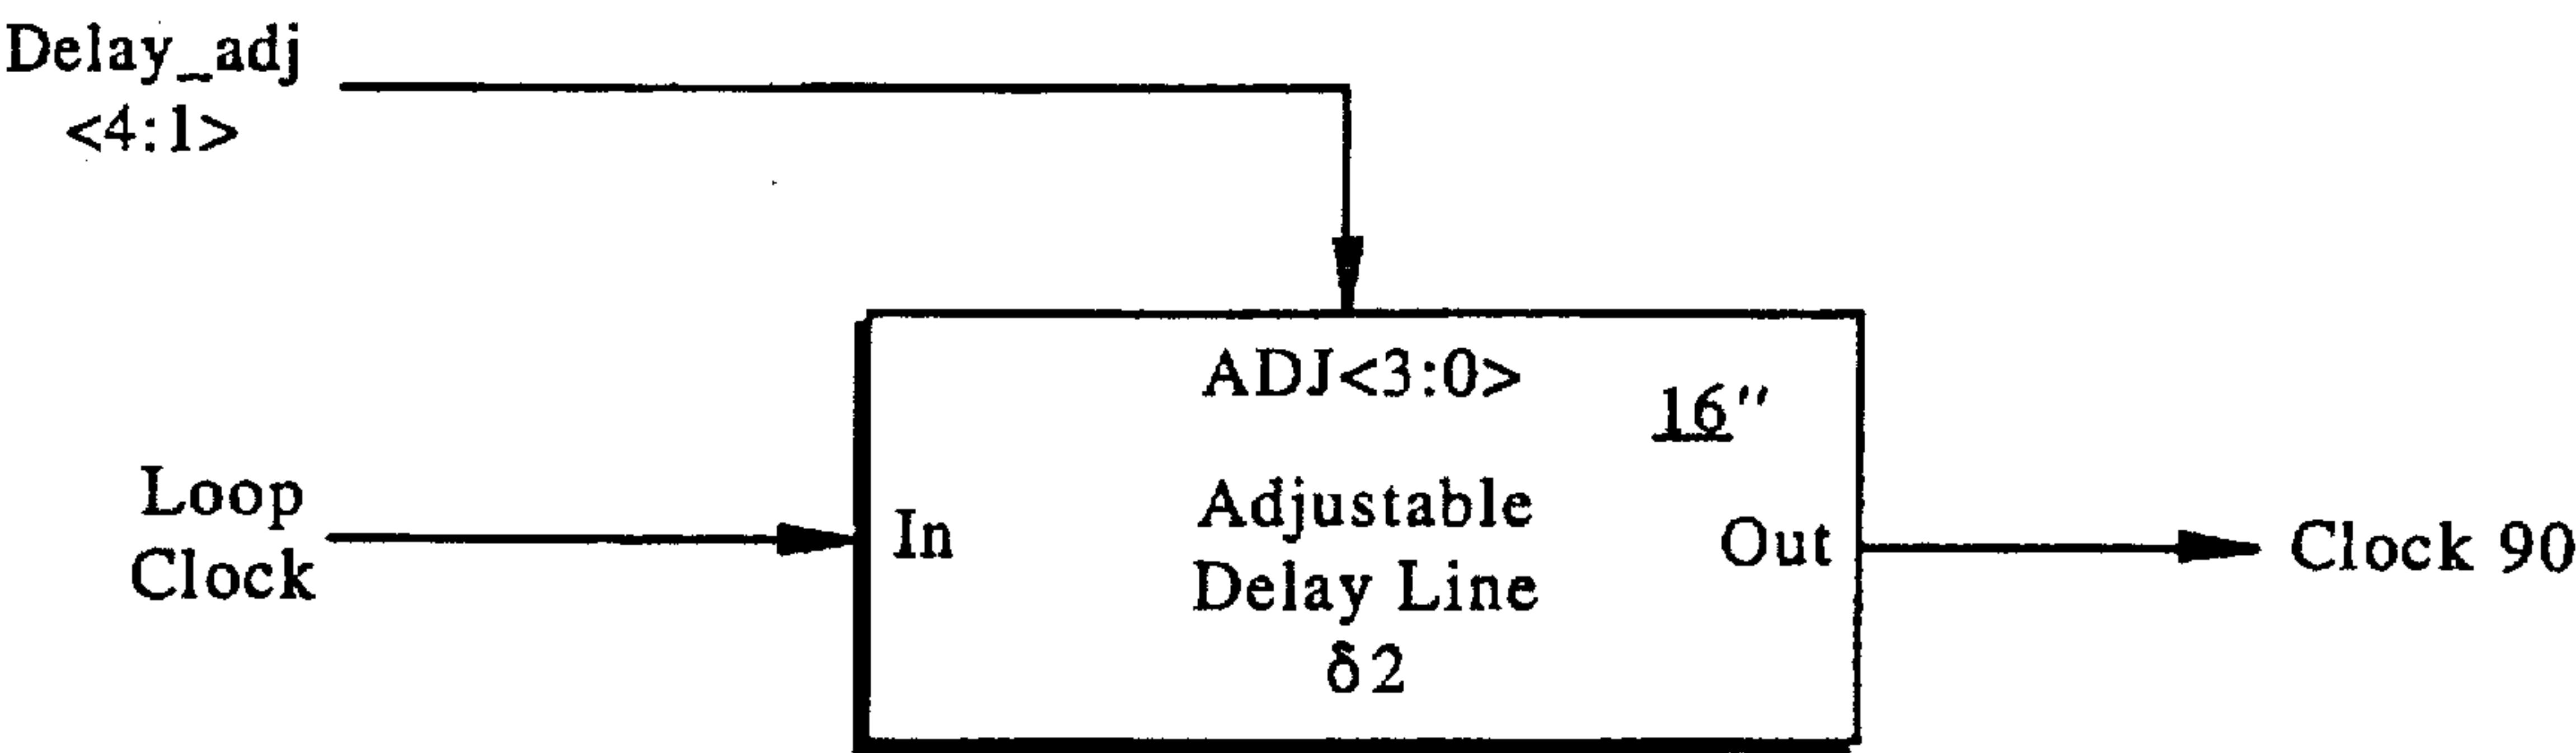 Delay_adj
<4:1>
ADJ<3:0>
16"
Loop
Clock
In
Adjustable
Delay Line
δ2
Out
Clock 90